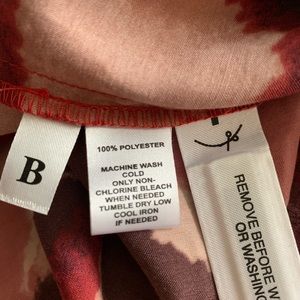 B
100% POLYESTER
MACHINE WASH
COLD
ONLY NON-
CHLORINE BLEACH
WHEN NEEDED
TUMBLE DRY LOW
COOL IRON
IF NEEDED
REMOVE BEFORE
OR WASHING